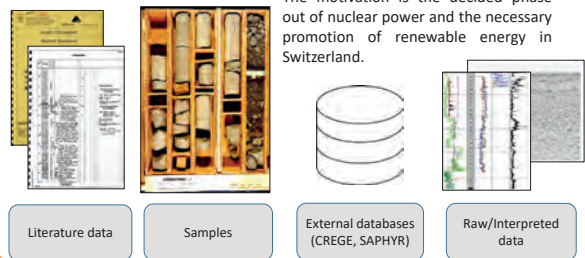 The motivation is the decided phase
out of nuclear power and the necessary
promotion of renewable energy in
Switzerland.
Literature data
Samples
External databases
(CREGE, SAPHYR)
Raw/Interpreted
data